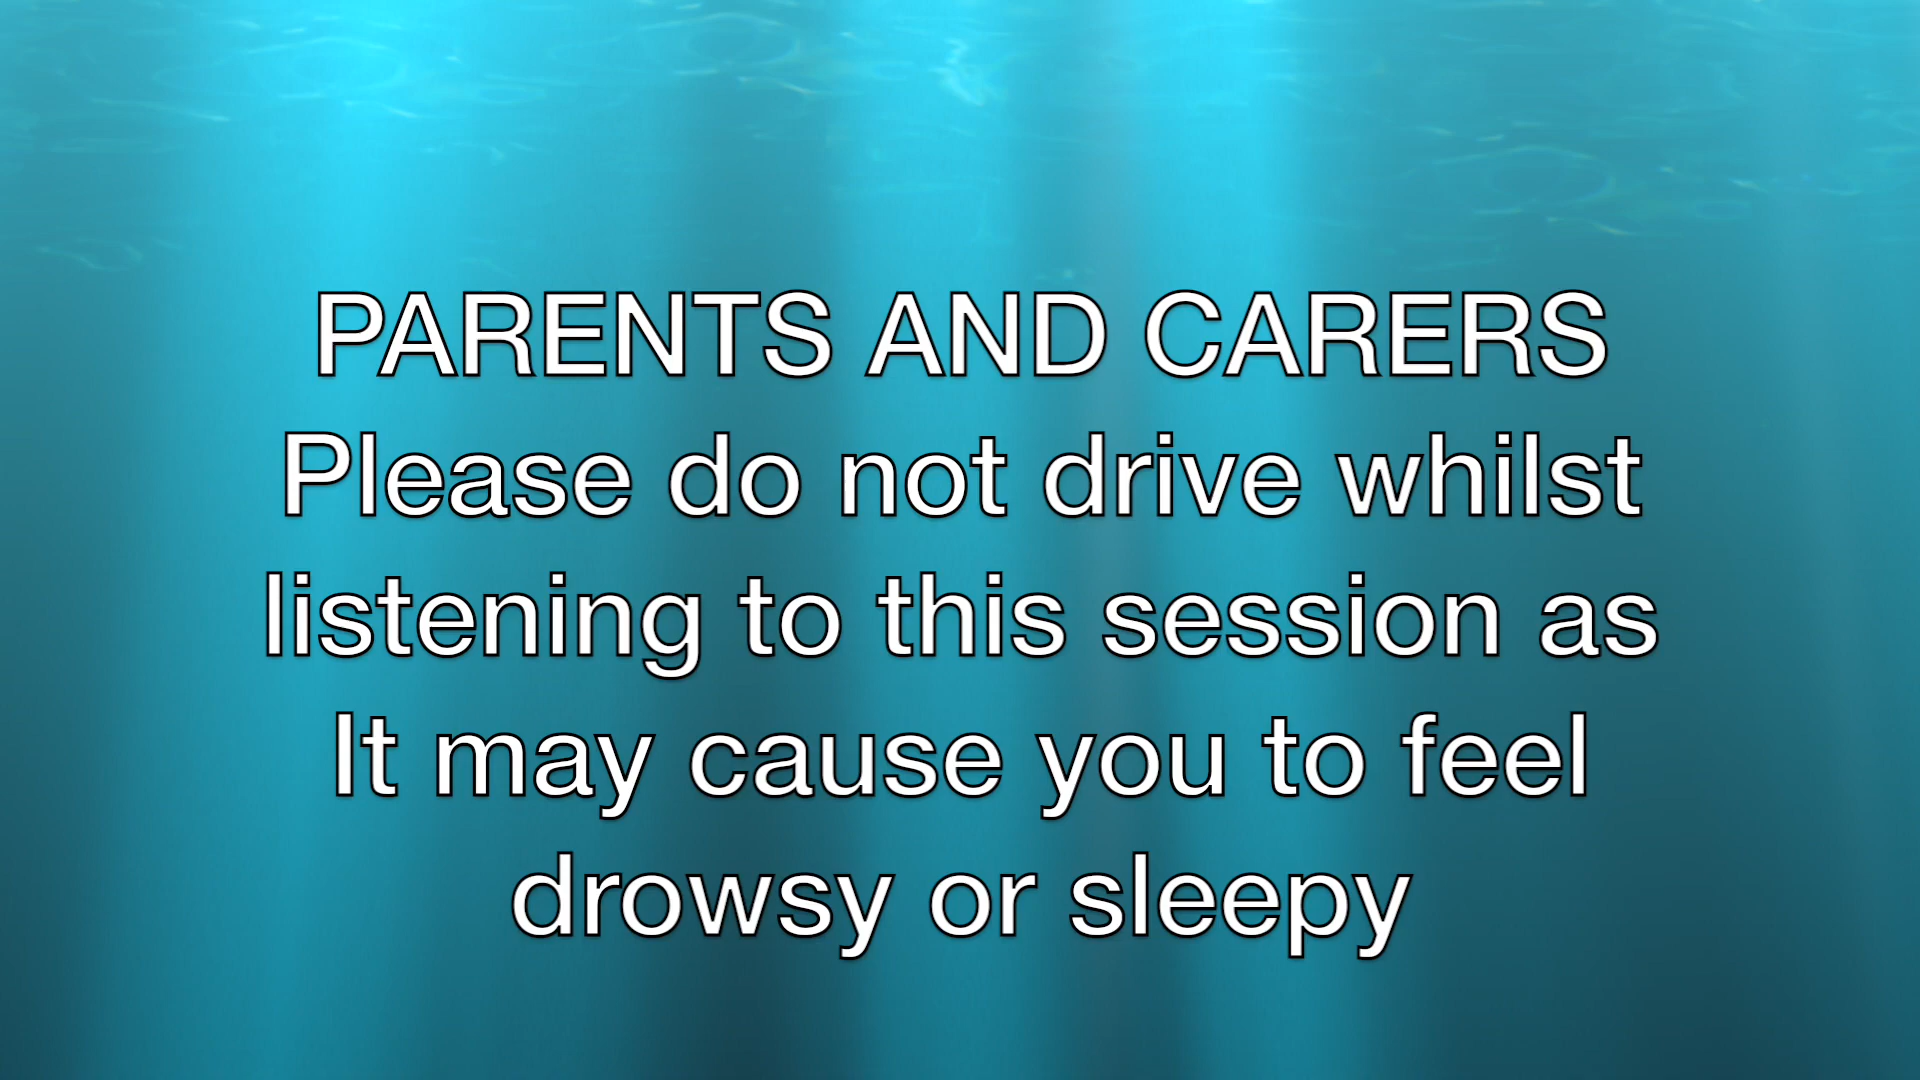 PARENTS AND CARERS
Please do not drive whilst
listening to this session as
It may cause you to feel
drowsy or sleepy